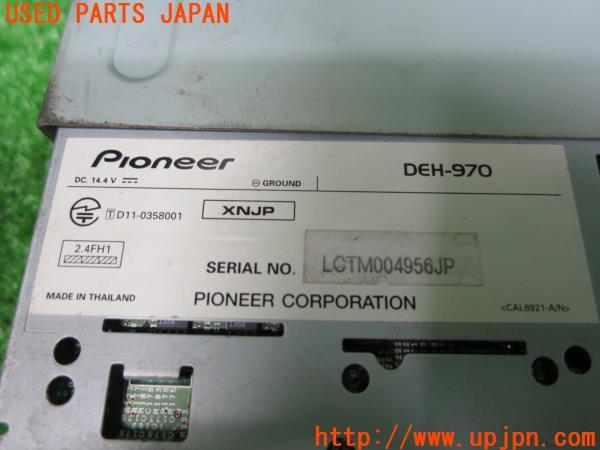 USED PARTS JAPAN
Pioneer
DEH-970
DC. 14.4 V
GROUND
T D11-0358001
XNJP
2.4FH1
SERIAL NO. LCTM004956JP
MADE IN THAILAND
PIONEER CORPORATION
<CAL8921-A/N>
http://www.upjpn.com/